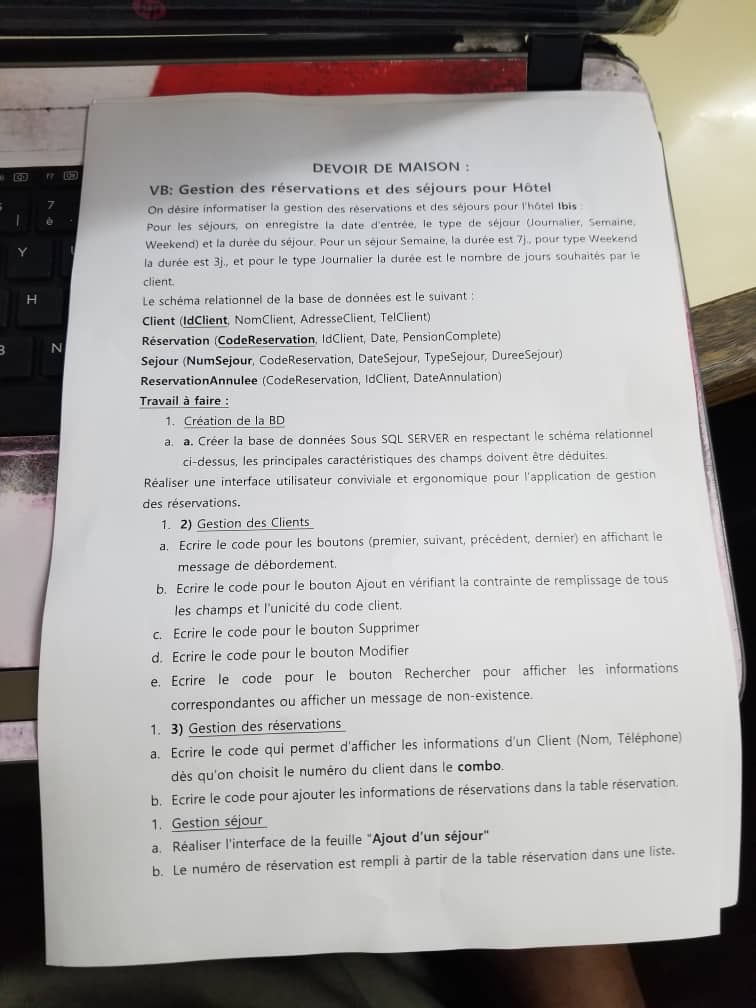 DEVOIR DE MAISON :
VB: Gestion des réservations et des séjours pour Hôtel
On désire informatiser la gestion des réservations et des séjours pour l'hôtel Ibis :
Pour les séjours, on enregistre la date d'entrée, le type de séjour (Journalier, Semaine,
Weekend) et la durée du séjour. Pour un séjour Semaine, la durée est 7j., pour type Weekend
la durée est 3j., et pour le type Journalier la durée est le nombre de jours souhaités par le
client.
Le schéma relationnel de la base de données est le suivant :
Client (IdClient, NomClient, AdresseClient, TelClient)
Réservation (CodeReservation, IdClient, Date, PensionComplete)
Sejour (NumSejour, CodeReservation, DateSejour, TypeSejour, DureeSejour)
ReservationAnnulee (CodeReservation, IdClient, DateAnnulation)
Travail à faire :
1. Création de la BD
a. a. Créer la base de données Sous SQL SERVER en respectant le schéma relationnel
ci-dessus, les principales caractéristiques des champs doivent être déduites.
Réaliser une interface utilisateur conviviale et ergonomique pour l'application de gestion
des réservations.
1. 2) Gestion des Clients
a. Ecrire le code pour les boutons (premier, suivant, précédent, dernier) en affichant le
message de débordement.
b. Ecrire le code pour le bouton Ajout en vérifiant la contrainte de remplissage de tous
les champs et l'unicité du code client.
c. Ecrire le code pour le bouton Supprimer
d. Ecrire le code pour le bouton Modifier
e. Ecrire le code pour le bouton Rechercher pour afficher les informations
correspondantes ou afficher un message de non-existence.
1. 3) Gestion des réservations
a. Ecrire le code qui permet d'afficher les informations d'un Client (Nom, Téléphone)
dès qu'on choisit le numéro du client dans le combo.
b. Ecrire le code pour ajouter les informations de réservations dans la table réservation.
1. Gestion séjour
a. Réaliser l'interface de la feuille "Ajout d'un séjour"
b. Le numéro de réservation est rempli à partir de la table réservation dans une liste.
hp
f7
7
è
Y
H
N